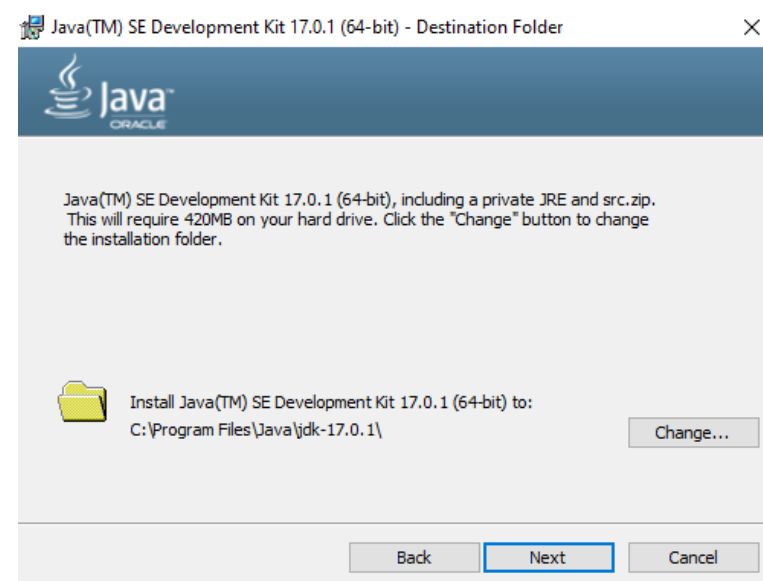 Java(TM) SE Development Kit 17.0.1 (64-bit) - Destination Folder
Java™
ORACLE
Java(TM) SE Development Kit 17.0.1 (64-bit), including a private JRE and src.zip.
This will require 420MB on your hard drive. Click the "Change" button to change
the installation folder.
Install Java(TM) SE Development Kit 17.0.1 (64-bit) to:
C:\Program Files\Java\jdk-17.0.1\
Change...
Back
Next
Cancel